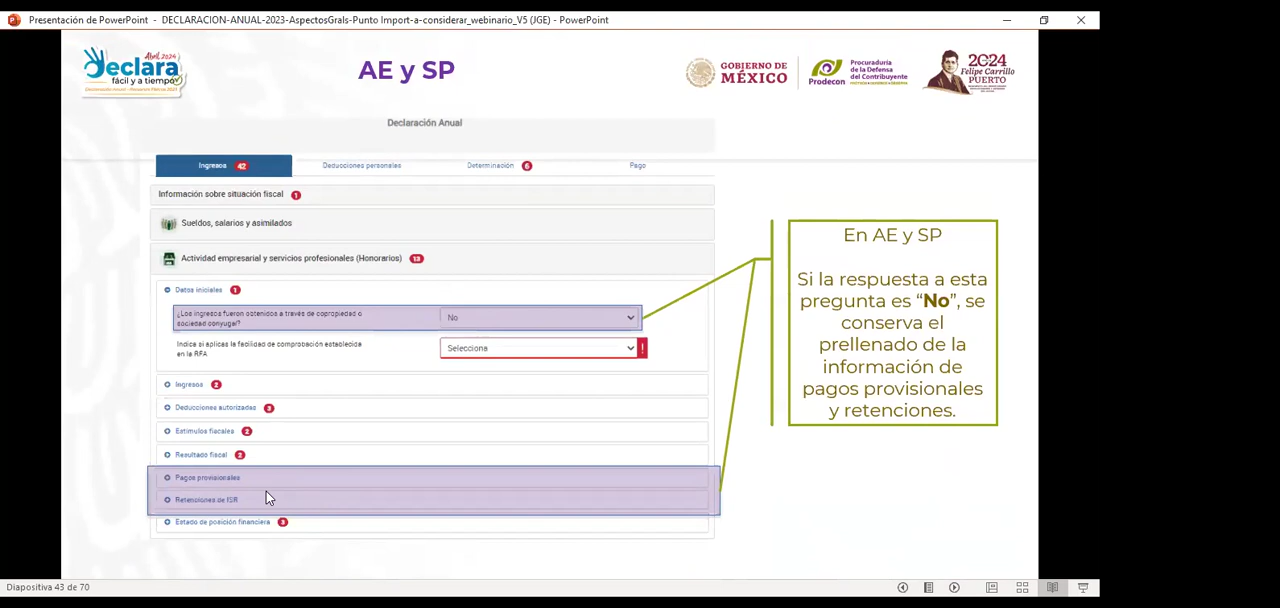 Presentación de PowerPoint - DECLARACION-ANUAL-2023-AspectosGrals-Punto Import-a-considerar_webinario_V5 (JGE) - PowerPoint
Abril 2024
Declara
fácil y a tiempo
AE y SP
GOBIERNO DE
MÉXICO
Prodecon
Procuraduría
de la Defensa
del Contribuyente
2024
Felipe Carrillo
PUERTO
Declaración Anual
Ingresos 42
Deducciones personales
Determinación 6
Pago
Información sobre situación fiscal 1
Sueldos, salarios y asimilados
Actividad empresarial y servicios profesionales (Honorarios) 13
Datos iniciales 1
¿Los ingresos fueron obtenidos a través de copropiedad o
sociedad conyugal?
No
Indica si aplicas la facilidad de comprobación establecida
en la RFA
Selecciona
!
Ingresos 2
Deducciones autorizadas 3
Estímulos fiscales 2
Resultado fiscal 2
Pagos provisionales
Retenciones de ISR
Estado de posición financiera 3
En AE y SP
Si la respuesta a esta
pregunta es “No”, se
conserva el
prellenado de la
información de
pagos provisionales
y retenciones.
Diapositiva 43 de 70